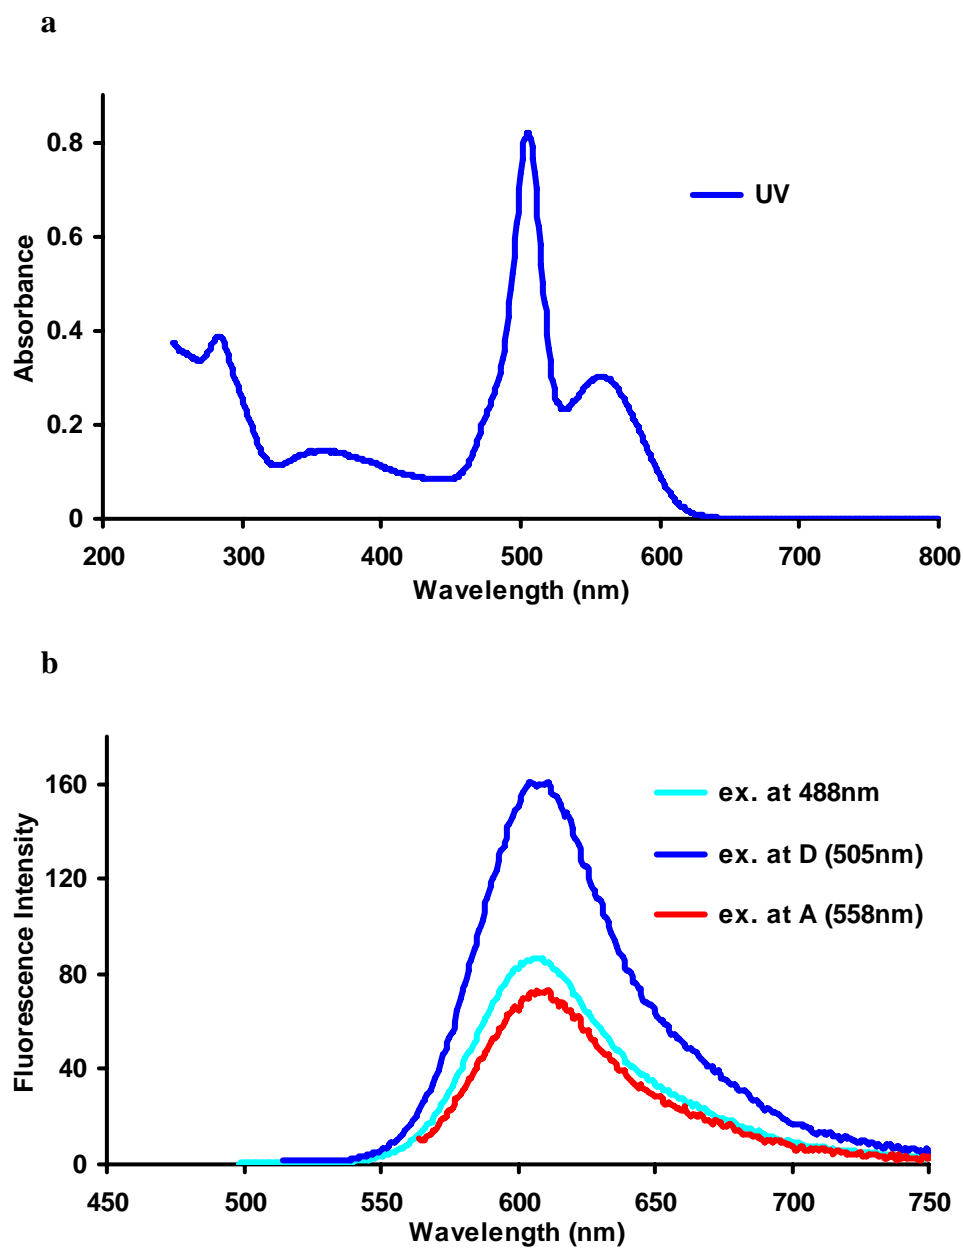 a
0.8
0.6
0.4
0.2
0
Absorbance
UV
200 300 400 500 600 700 800
Wavelength (nm)
b
160
120
80
40
0
Fluorescence Intensity
ex. at 488nm
ex. at D (505nm)
ex. at A (558nm)
450 500 550 600 650 700 750
Wavelength (nm)